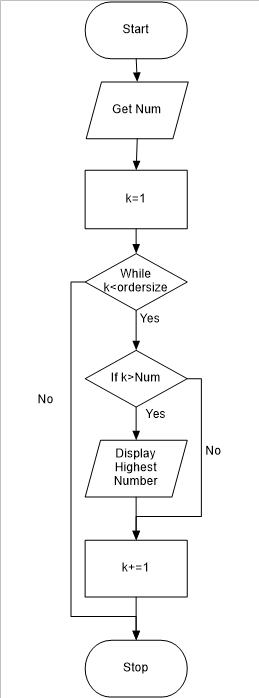 Start
Get Num
k=1
While
k<ordersize
Yes
If k>Num
No
Yes
No
Display
Highest
Number
k+=1
Stop